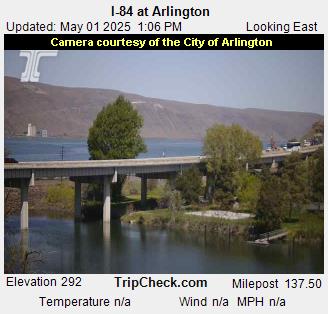 I-84 at Arlington
Updated: May 01 2025 1:06 PM Looking East
Camera courtesy of the City of Arlington
Elevation 292 TripCheck.com Milepost 137.50
Temperature n/a Wind n/a MPH n/a